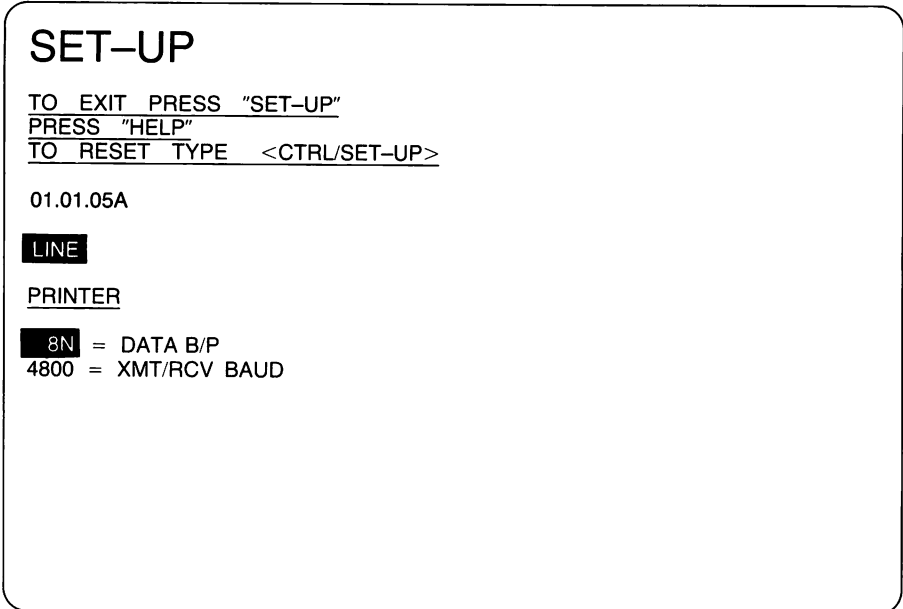 SET–UP
TO EXIT PRESS "SET–UP"
PRESS "HELP"
TO RESET TYPE <CTRL/SET–UP>
01.01.05A
LINE
PRINTER
8N = DATA B/P
4800 = XMT/RCV BAUD